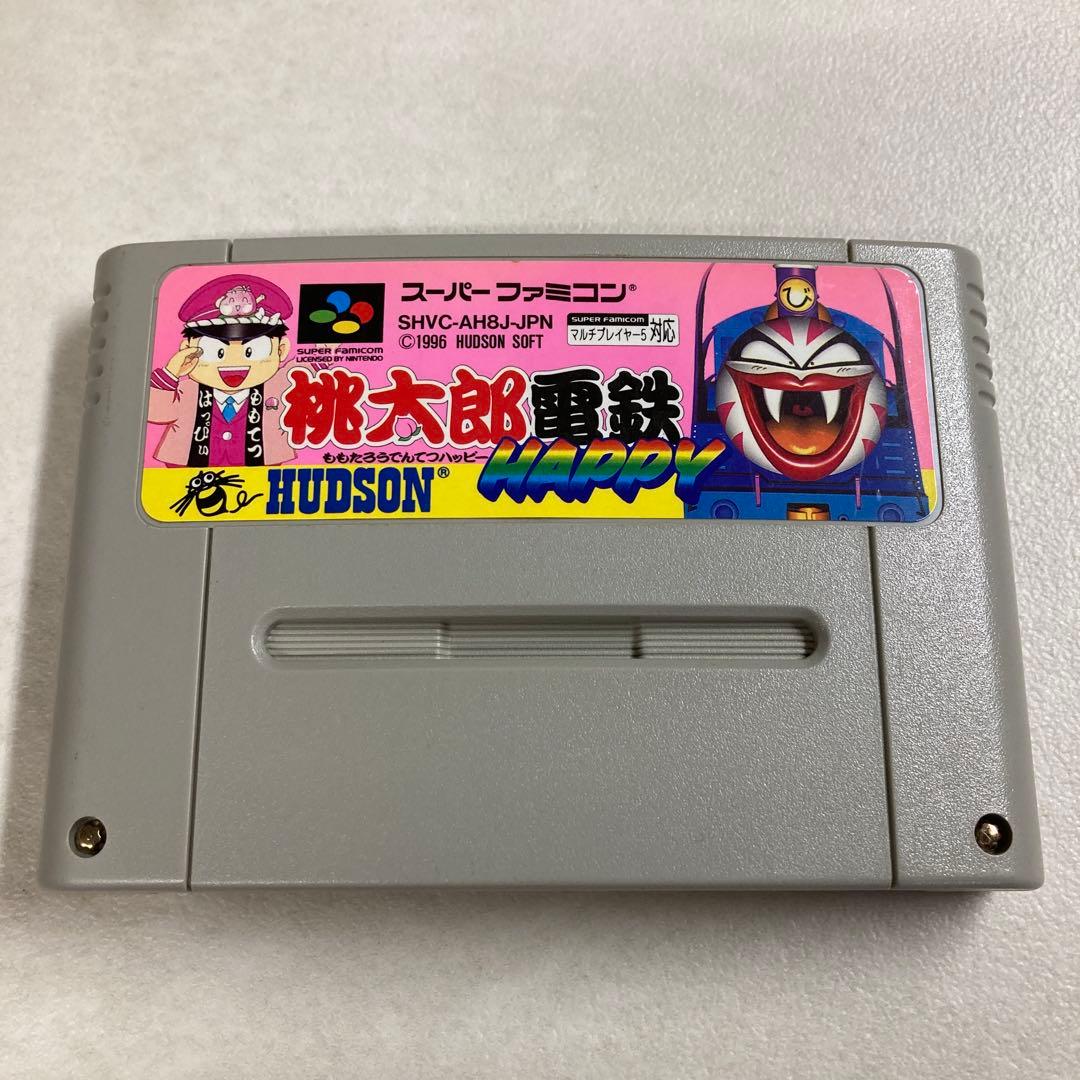 スーパーファミコン®
SUPER FAMICOM
LICENSED BY NINTENDO
SHVC-AH8J-JPN
©1996 HUDSON SOFT
SUPER FAMICOM
マルチプレイヤー5 対応
桃太郎電鉄
ももたろうでんてつハッピー
HAPPY
HUDSON®
ももてつ
はっぴい
び